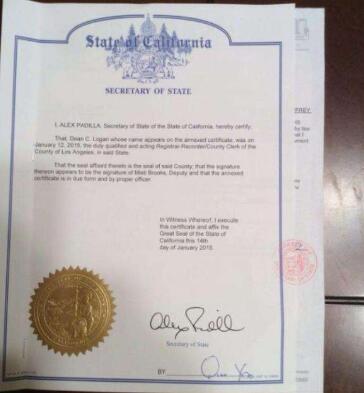 State of California
SECRETARY OF STATE
I, ALEX PADILLA, Secretary of State of the State of California, hereby certify:
That, Dean C. Logan whose name appears on the annexed certificate, was on
January 12, 2015, the duly qualified and acting Registrar-Recorder/County Clerk of the
County of Los Angeles, in said State.
That the seal affixed thereto is the seal of said County; that the signature
thereon appears to be the signature of Brooks, Deputy and that the annexed
certificate is in due form and by proper officer.
In Witness Whereof, I execute
this certificate and affix the
Great Seal of the State of
California this 14th
day of January 2015.
Alex Padilla
Secretary of State
BY